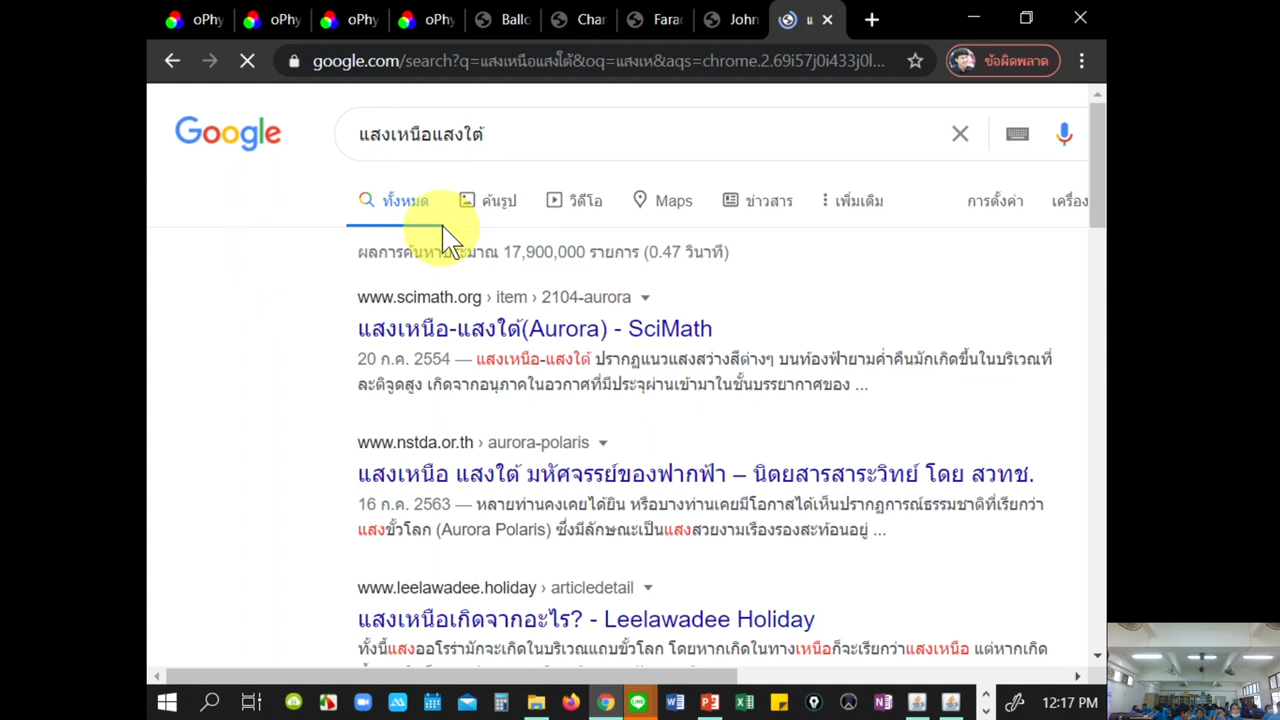 oPhy
oPhy
oPhy
oPhy
Ballo
Char
Farac
John
google.com/search?q=แสงเหนือแสงใต้&oq=แสงเห&aqs=chrome.2.69i57j0i433j0l...
ข้อผิดพลาด
Google
แสงเหนือแสงใต้
ทั้งหมด
ค้นรูป
วิดีโอ
Maps
ข่าวสาร
เพิ่มเติม
การตั้งค่า
เครื่อง
ผลการค้นหาประมาณ 17,900,000 รายการ (0.47 วินาที)
www.scimath.org › item › 2104-aurora
แสงเหนือ-แสงใต้(Aurora) - SciMath
20 ก.ค. 2554 — แสงเหนือ-แสงใต้ ปรากฏแนวแสงสว่างสีต่างๆ บนท้องฟ้ายามค่ำคืนมักเกิดขึ้นในบริเวณที่
ละติจูดสูง เกิดจากอนุภาคในอวกาศที่มีประจุผ่านเข้ามาในชั้นบรรยากาศของ ...
www.nstda.or.th › aurora-polaris
แสงเหนือ แสงใต้ มหัศจรรย์ของฟากฟ้า – นิตยสารสาระวิทย์ โดย สวทช.
16 ก.ค. 2563 — หลายท่านคงเคยได้ยิน หรือบางท่านเคยมีโอกาสได้เห็นปรากฏการณ์ธรรมชาติที่เรียกว่า
แสงขั้วโลก (Aurora Polaris) ซึ่งมีลักษณะเป็นแสงสวยงามเรืองรองสะท้อนอยู่ ...
www.leelawadee.holiday › articledetail
แสงเหนือเกิดจากอะไร? - Leelawadee Holiday
ทั้งนี้แสงออโรร่ามักจะเกิดในบริเวณแถบขั้วโลก โดยหากเกิดในทางเหนือก็จะเรียกว่าแสงเหนือ แต่หากเกิด
12:17 PM